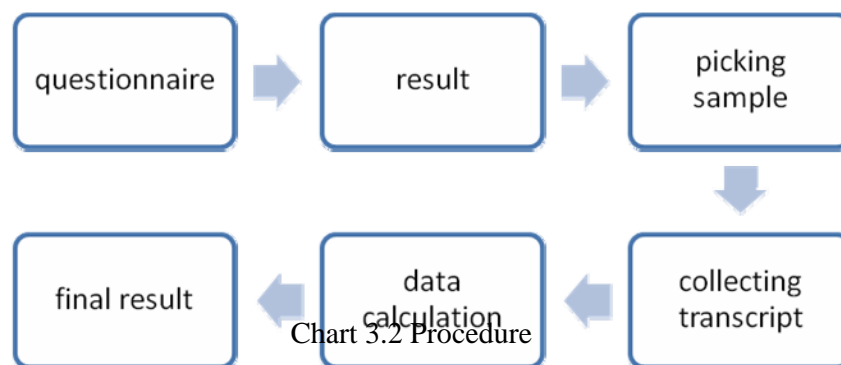 questionnaire
result
picking
sample
collecting
transcript
data
calculation
final result
Chart 3.2 Procedure